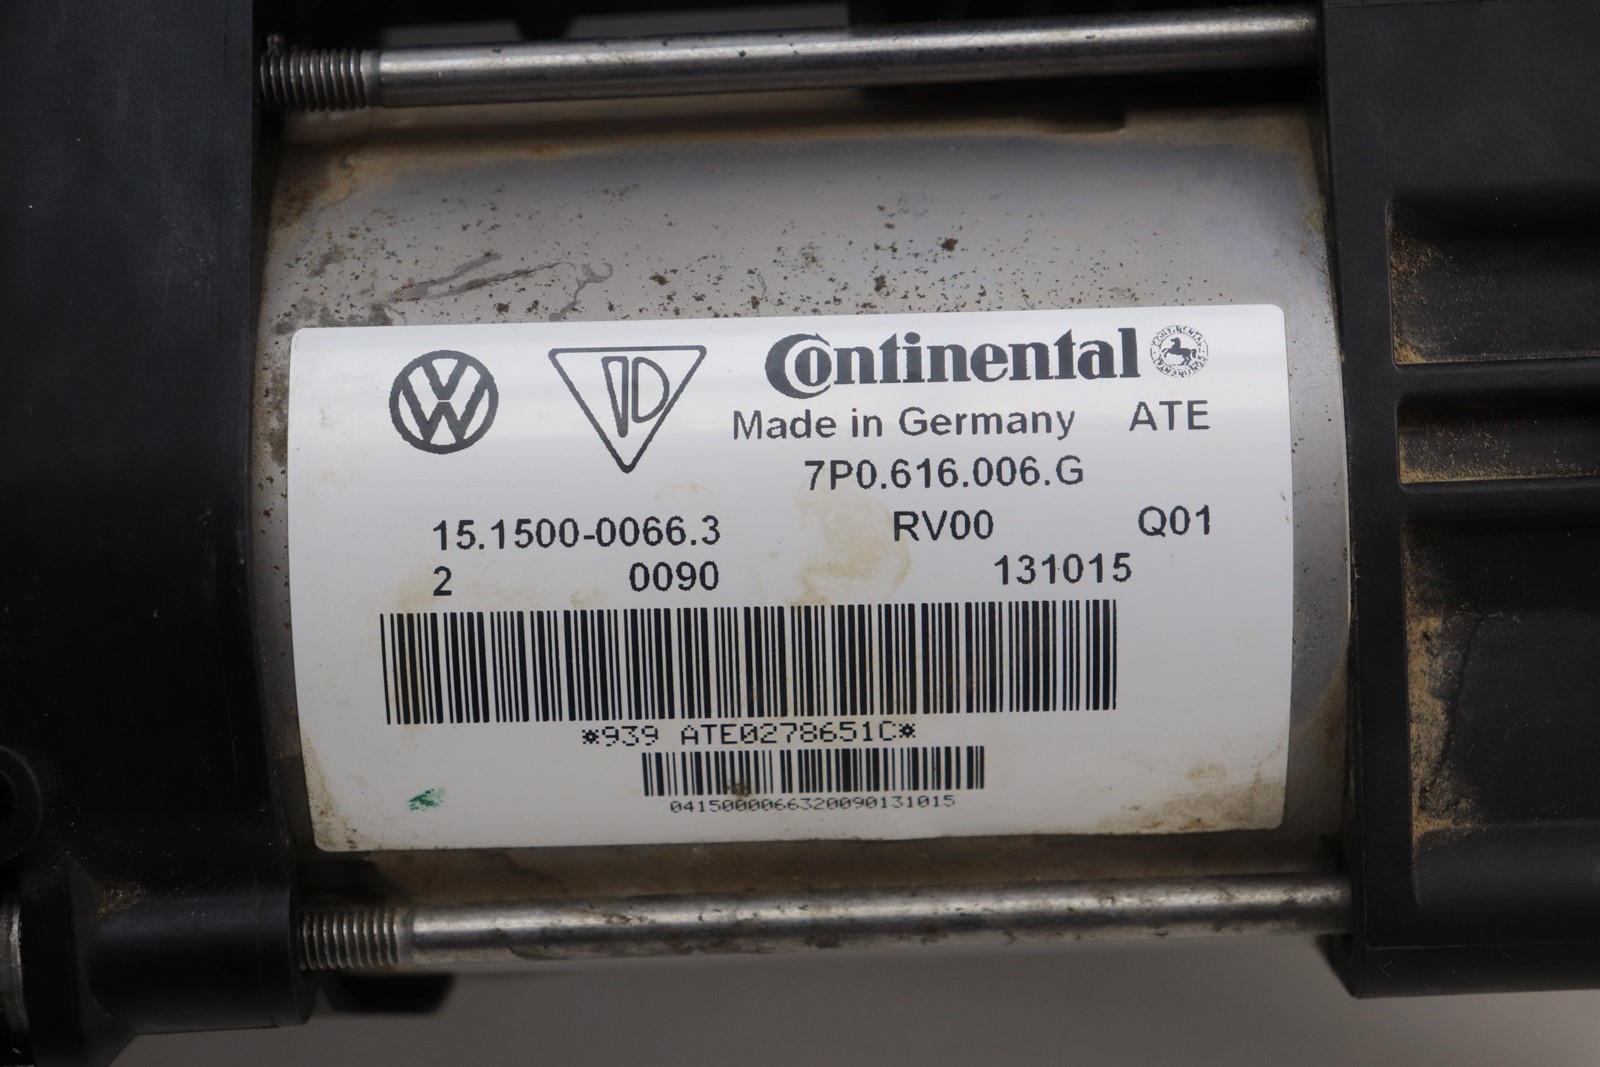 VW
Continental
Made in Germany ATE
7P0.616.006.G
15.1500-0066.3 RV00 Q01
2 0090 131015
*939 ATE0278651C*
04150000663200901310​15